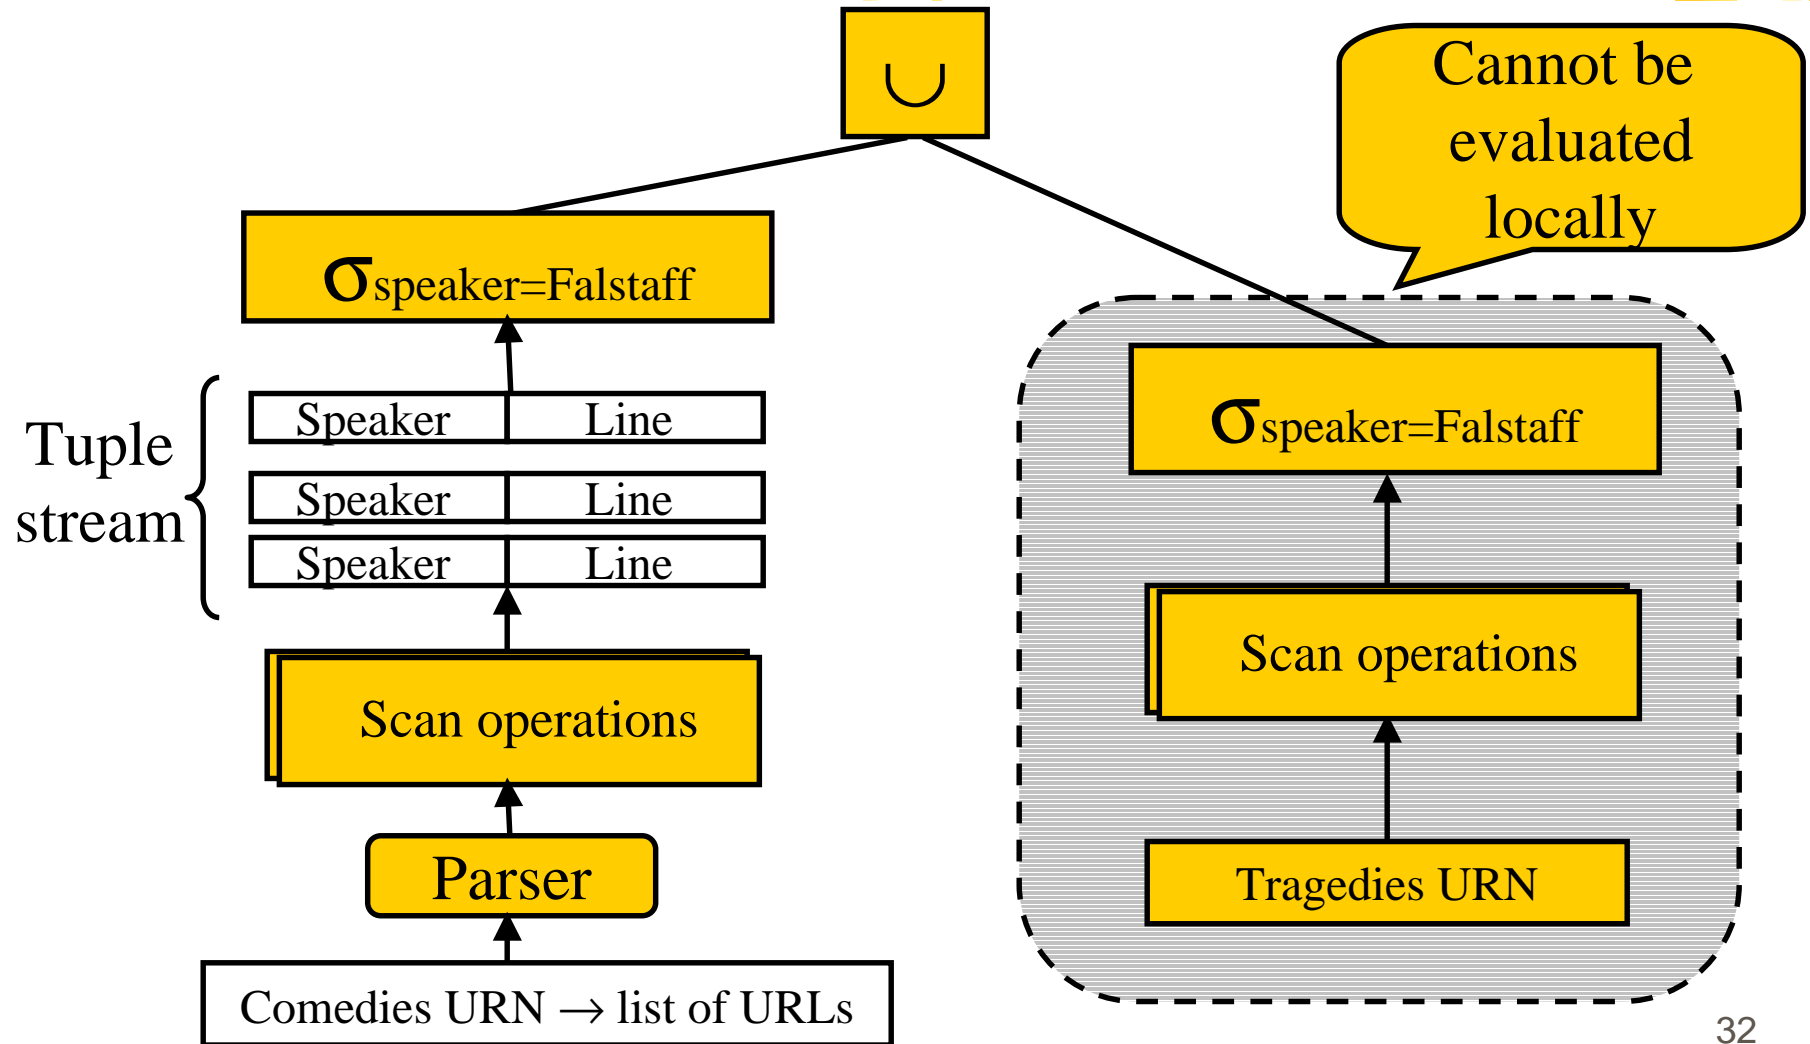 ∪
Cannot be
evaluated
locally
σspeaker=Falstaff
Tuple
stream
Speaker Line
Speaker Line
Speaker Line
Scan operations
Parser
Comedies URN → list of URLs
σspeaker=Falstaff
Scan operations
Tragedies URN
32